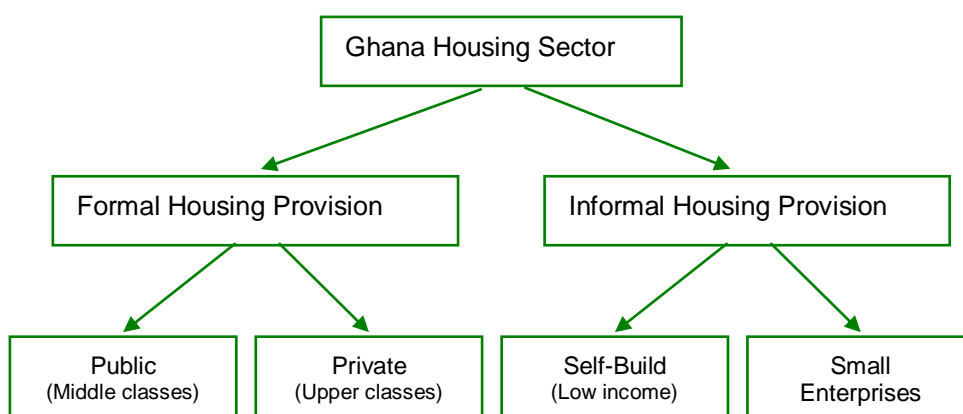 Ghana Housing Sector
Formal Housing Provision
Informal Housing Provision
Public
(Middle classes)
Private
(Upper classes)
Self-Build
(Low income)
Small
Enterprises